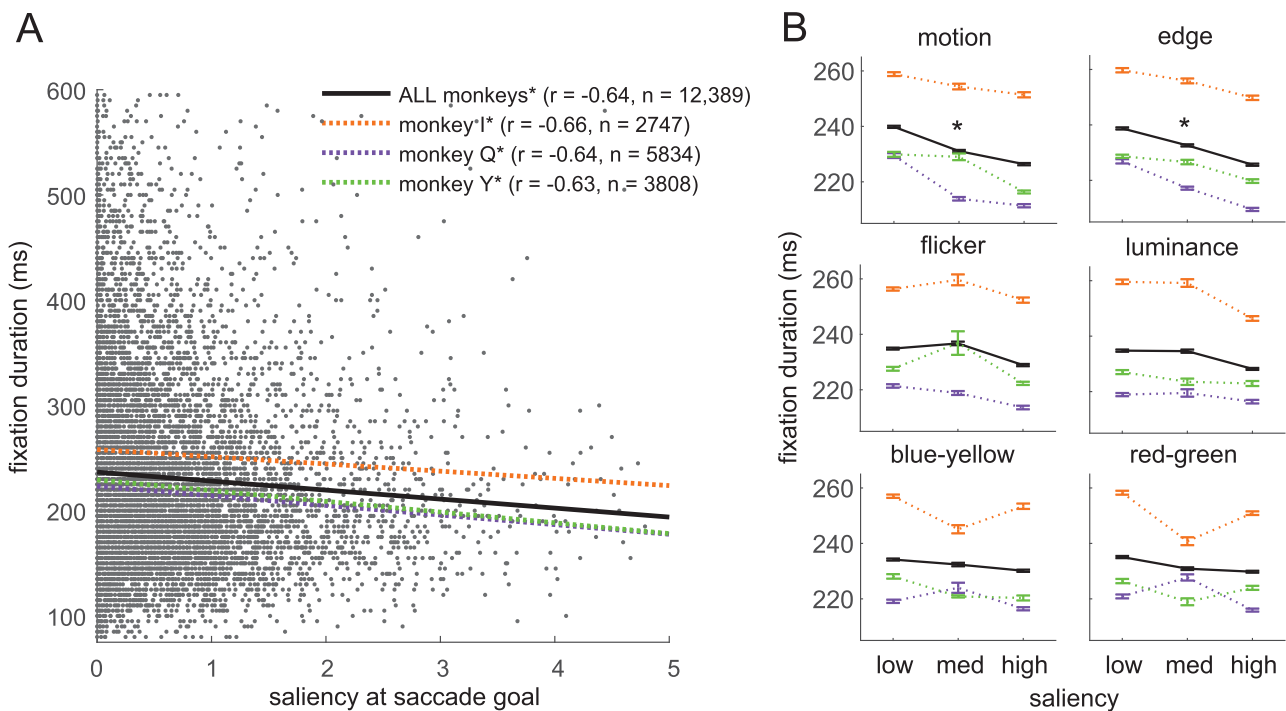 A
fixation duration (ms)
600
500
400
300
200
100
0
1
2
3
4
5
saliency at saccade goal
ALL monkeys* (r = -0.64, n = 12,389)
monkey I* (r = -0.66, n = 2747)
monkey Q* (r = -0.64, n = 5834)
monkey Y* (r = -0.63, n = 3808)
B
motion
edge
260
240
220
*
*
flicker
luminance
fixation duration (ms)
260
240
220
blue-yellow
red-green
260
240
220
low
med
high
low
med
high
saliency